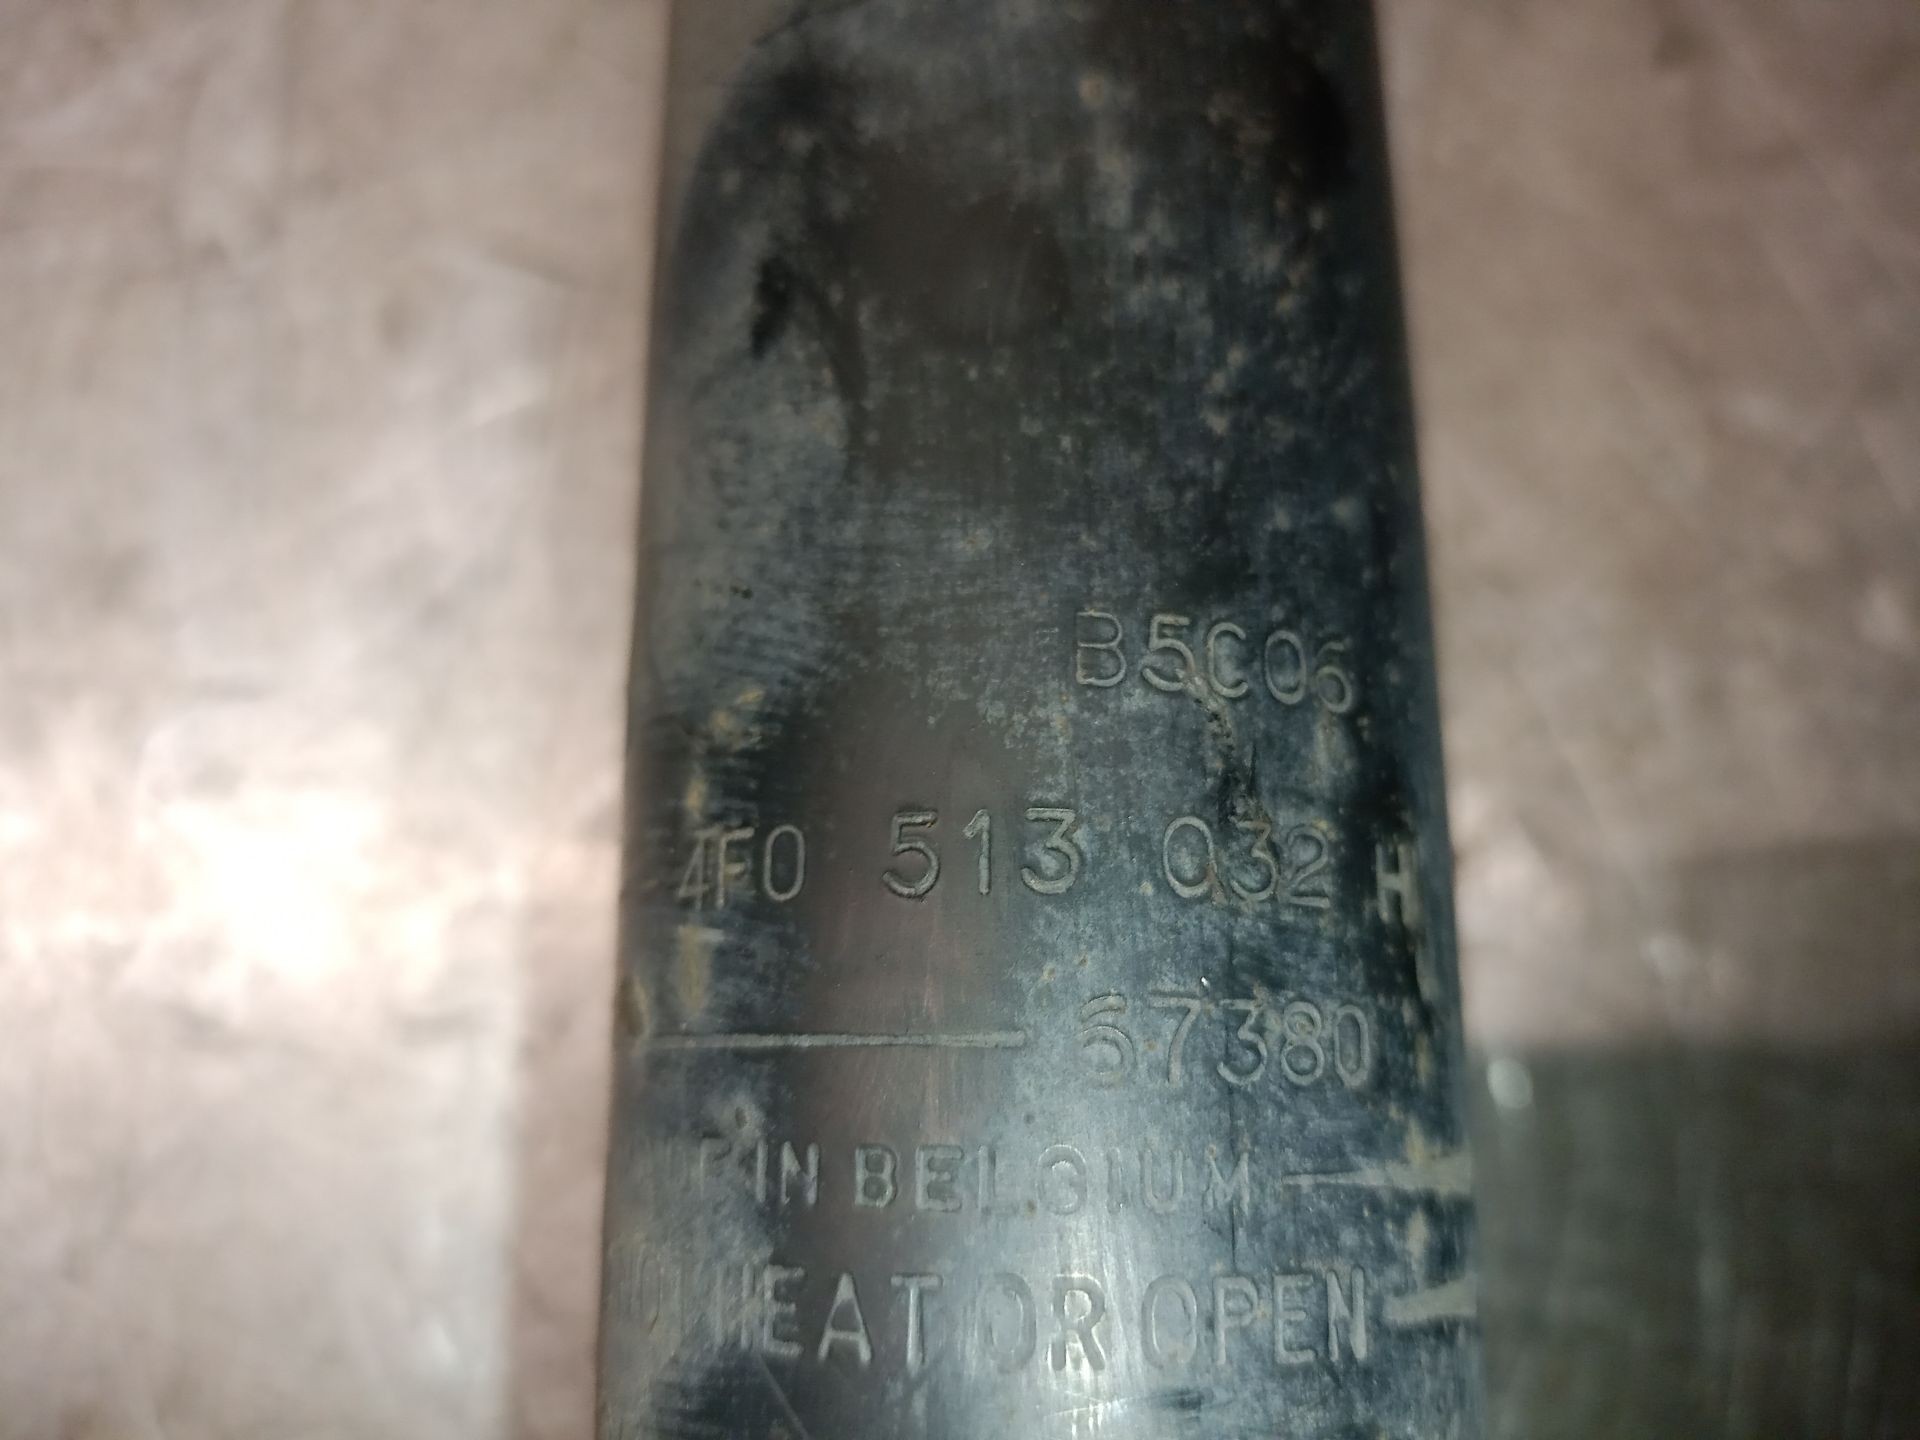 B5C06
4F0 513 032 H
67380
IN BELGIUM
HEAT OR OPEN